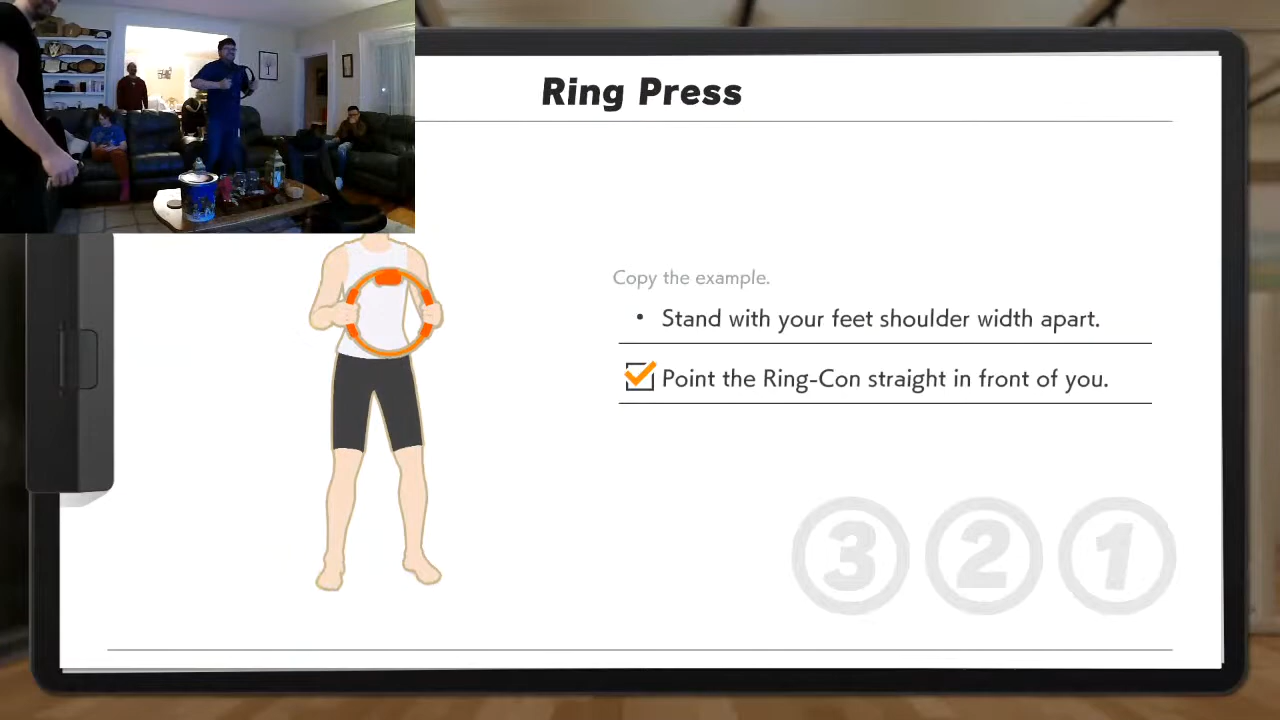 Ring Press
Copy the example.
• Stand with your feet shoulder width apart.
Point the Ring-Con straight in front of you.
3 2 1